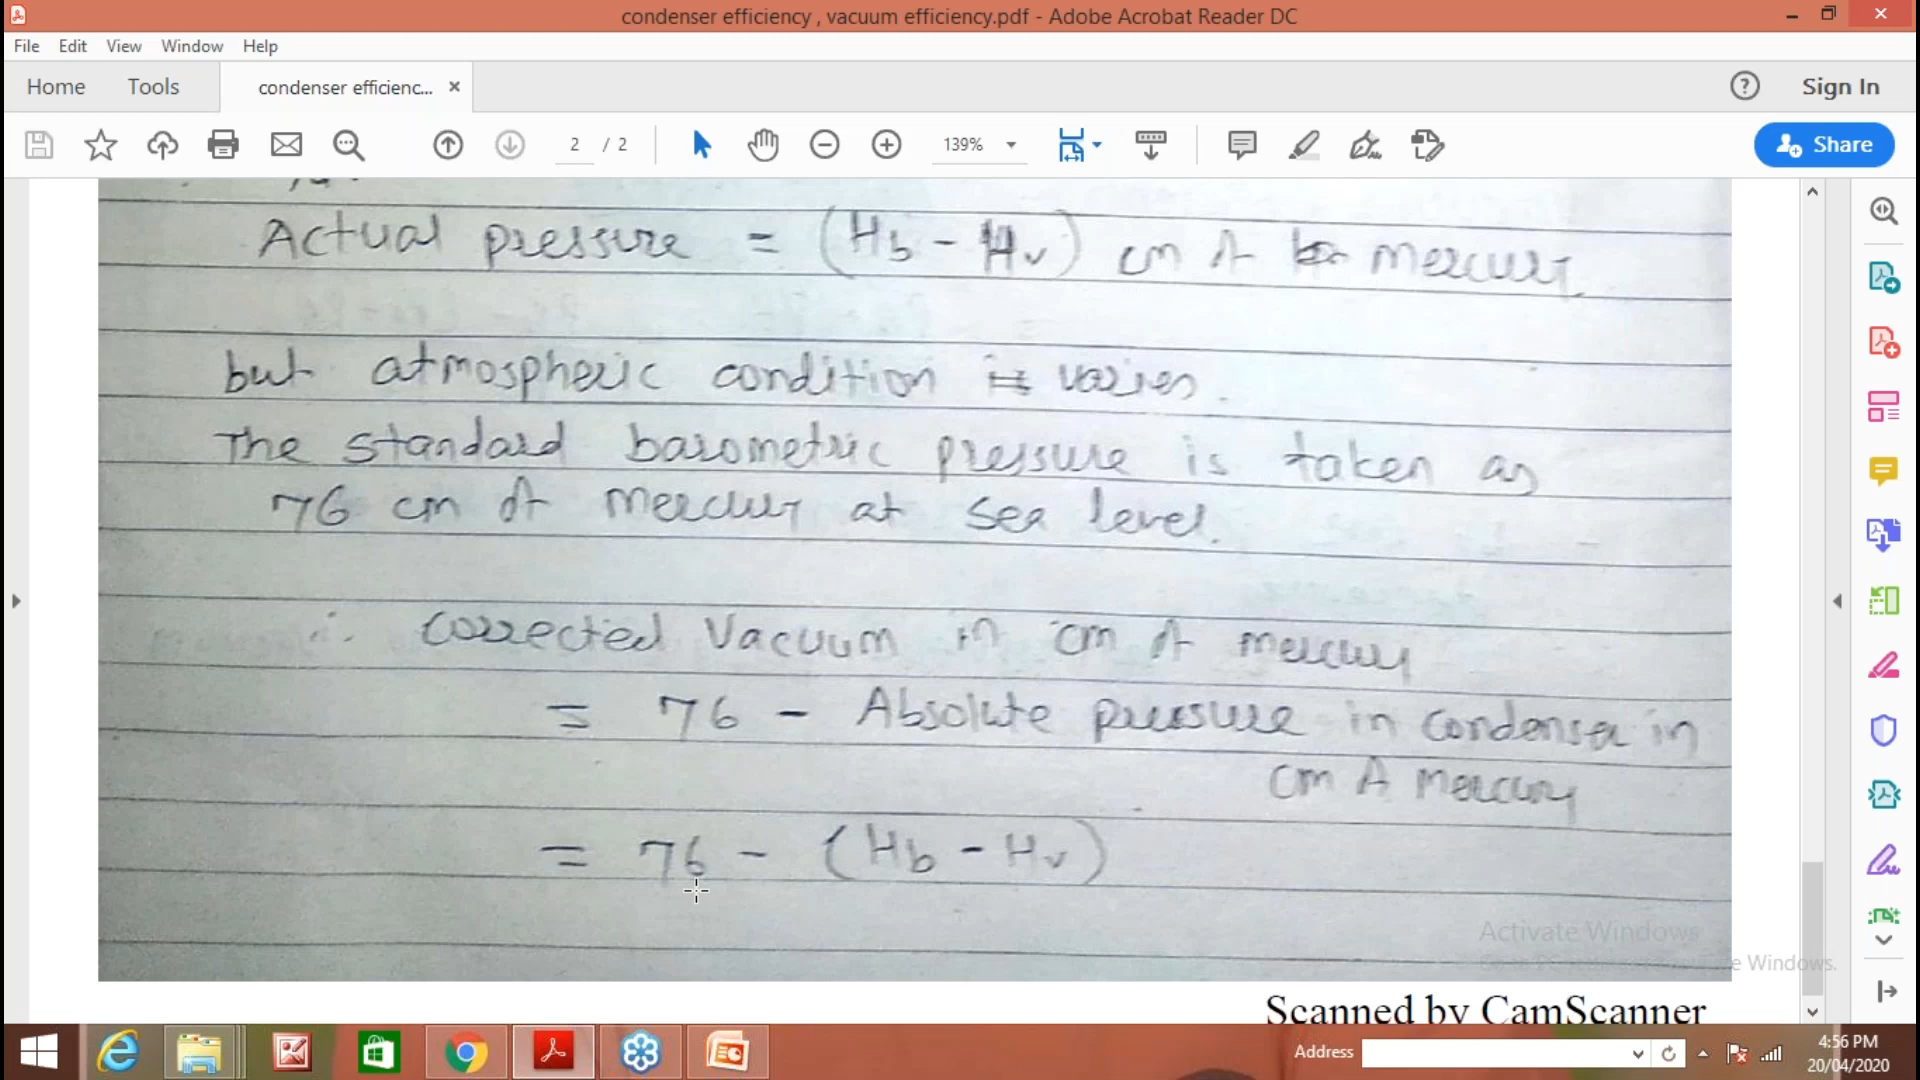 condenser efficiency , vacuum efficiency.pdf - Adobe Acrobat Reader DC
File Edit View Window Help
Home Tools condenser efficienc... × Sign In
2 / 2 139% Share
Actual pressure = (Hb - Hv) cm of mercury.
but atmospheric condition is varies.
The standard barometric pressure is taken as
76 cm of mercury at sea level.
∴ Corrected Vacuum in cm of mercury
= 76 - Absolute pressure in condenser in
cm of Mercury
= 76 - (Hb - Hv)
Activate Windows
e Windows.
Scanned by CamScanner
Address
4:56 PM
20/04/2020